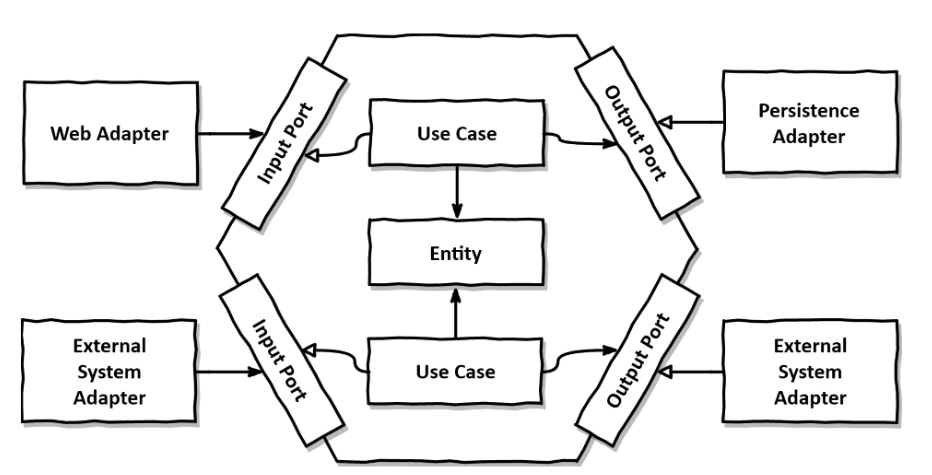 Web Adapter
Input Port
Use Case
Output Port
Persistence
Adapter
Entity
External
System
Adapter
Input Port
Use Case
Output Port
External
System
Adapter